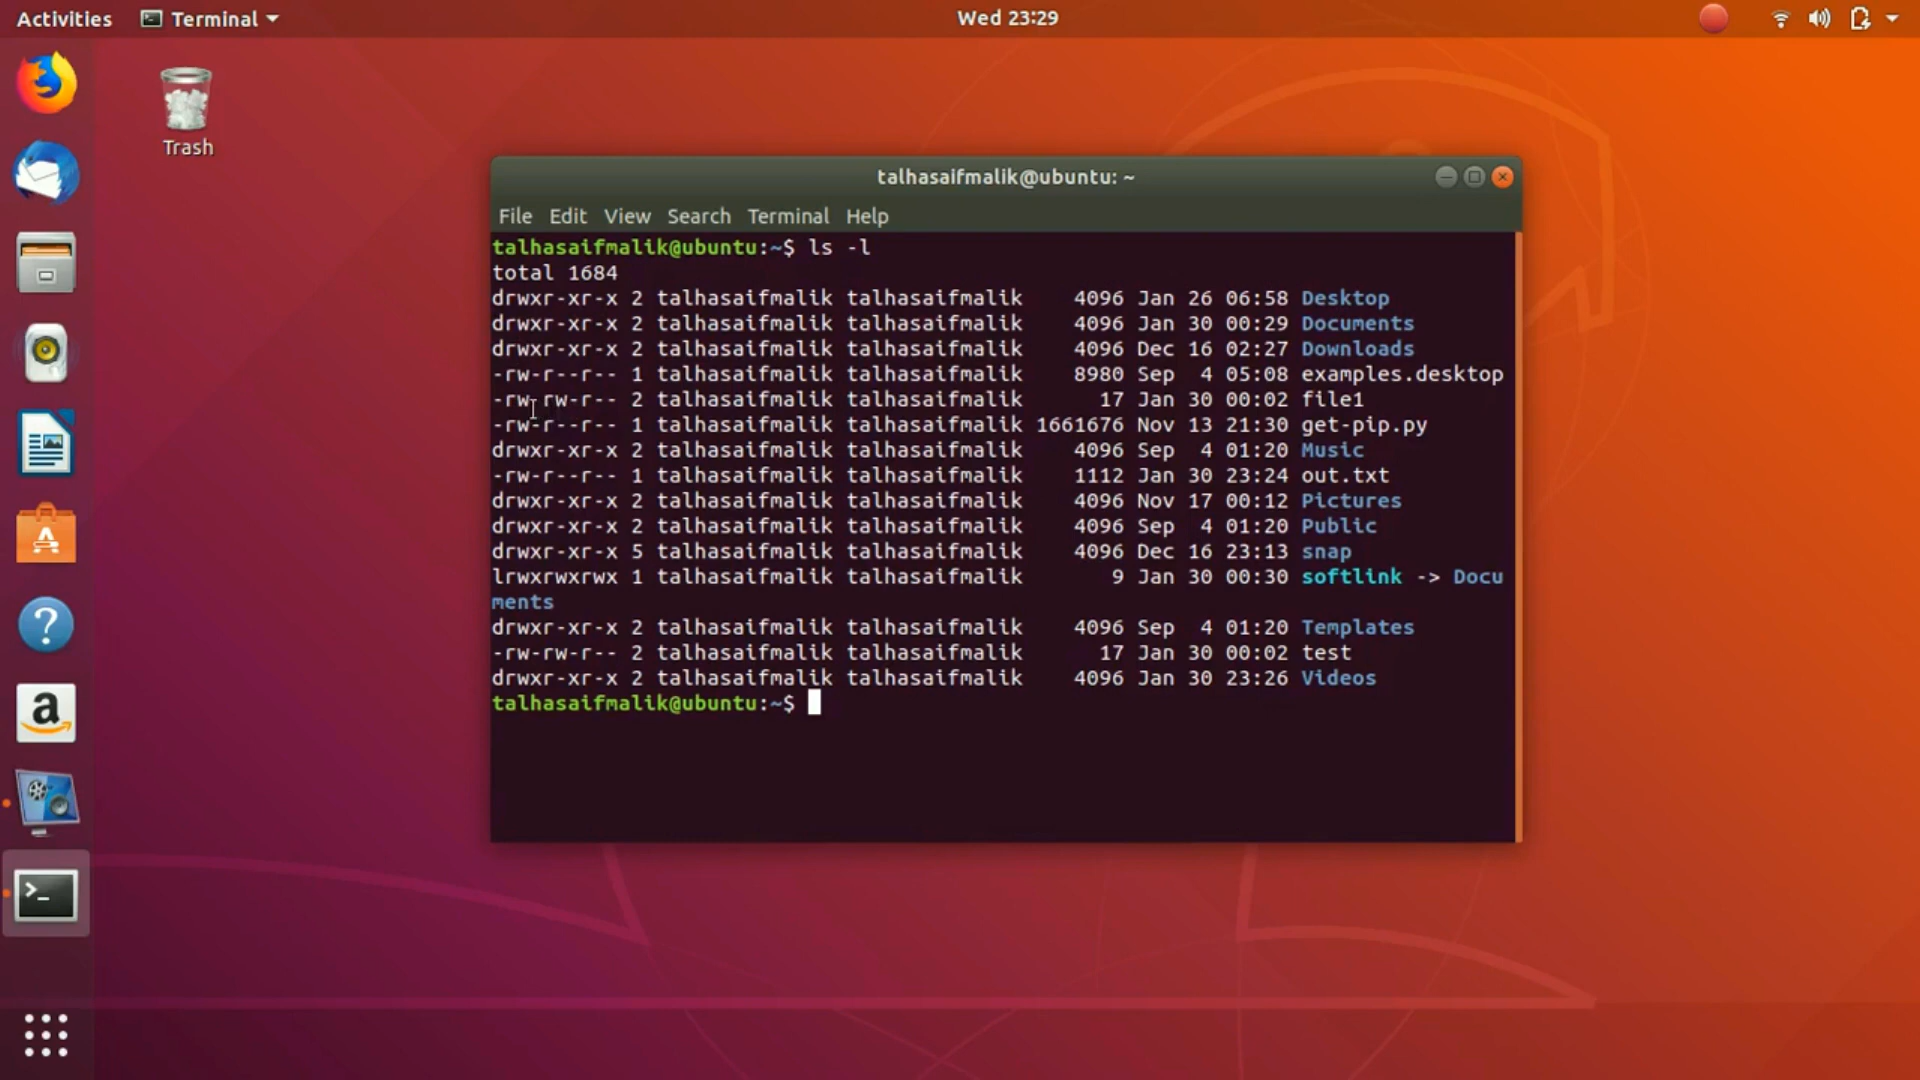 Activities Terminal Wed 23:29
Trash
talhasaifmalik@ubuntu: ~
File Edit View Search Terminal Help
talhasaifmalik@ubuntu:~$ ls -l
total 1684
drwxr-xr-x 2 talhasaifmalik talhasaifmalik    4096 Jan 26 06:58 Desktop
drwxr-xr-x 2 talhasaifmalik talhasaifmalik    4096 Jan 30 00:29 Documents
drwxr-xr-x 2 talhasaifmalik talhasaifmalik    4096 Dec 16 02:27 Downloads
-rw-r--r-- 1 talhasaifmalik talhasaifmalik    8980 Sep  4 05:08 examples.desktop
-rw-rw-r-- 2 talhasaifmalik talhasaifmalik      17 Jan 30 00:02 file1
-rw-r--r-- 1 talhasaifmalik talhasaifmalik 1661676 Nov 13 21:30 get-pip.py
drwxr-xr-x 2 talhasaifmalik talhasaifmalik    4096 Sep  4 01:20 Music
-rw-r--r-- 1 talhasaifmalik talhasaifmalik    1112 Jan 30 23:24 out.txt
drwxr-xr-x 2 talhasaifmalik talhasaifmalik    4096 Nov 17 00:12 Pictures
drwxr-xr-x 2 talhasaifmalik talhasaifmalik    4096 Sep  4 01:20 Public
drwxr-xr-x 5 talhasaifmalik talhasaifmalik    4096 Dec 16 23:13 snap
lrwxrwxrwx 1 talhasaifmalik talhasaifmalik       9 Jan 30 00:30 softlink -> Docu
ments
drwxr-xr-x 2 talhasaifmalik talhasaifmalik    4096 Sep  4 01:20 Templates
-rw-rw-r-- 2 talhasaifmalik talhasaifmalik      17 Jan 30 00:02 test
drwxr-xr-x 2 talhasaifmalik talhasaifmalik    4096 Jan 30 23:26 Videos
talhasaifmalik@ubuntu:~$